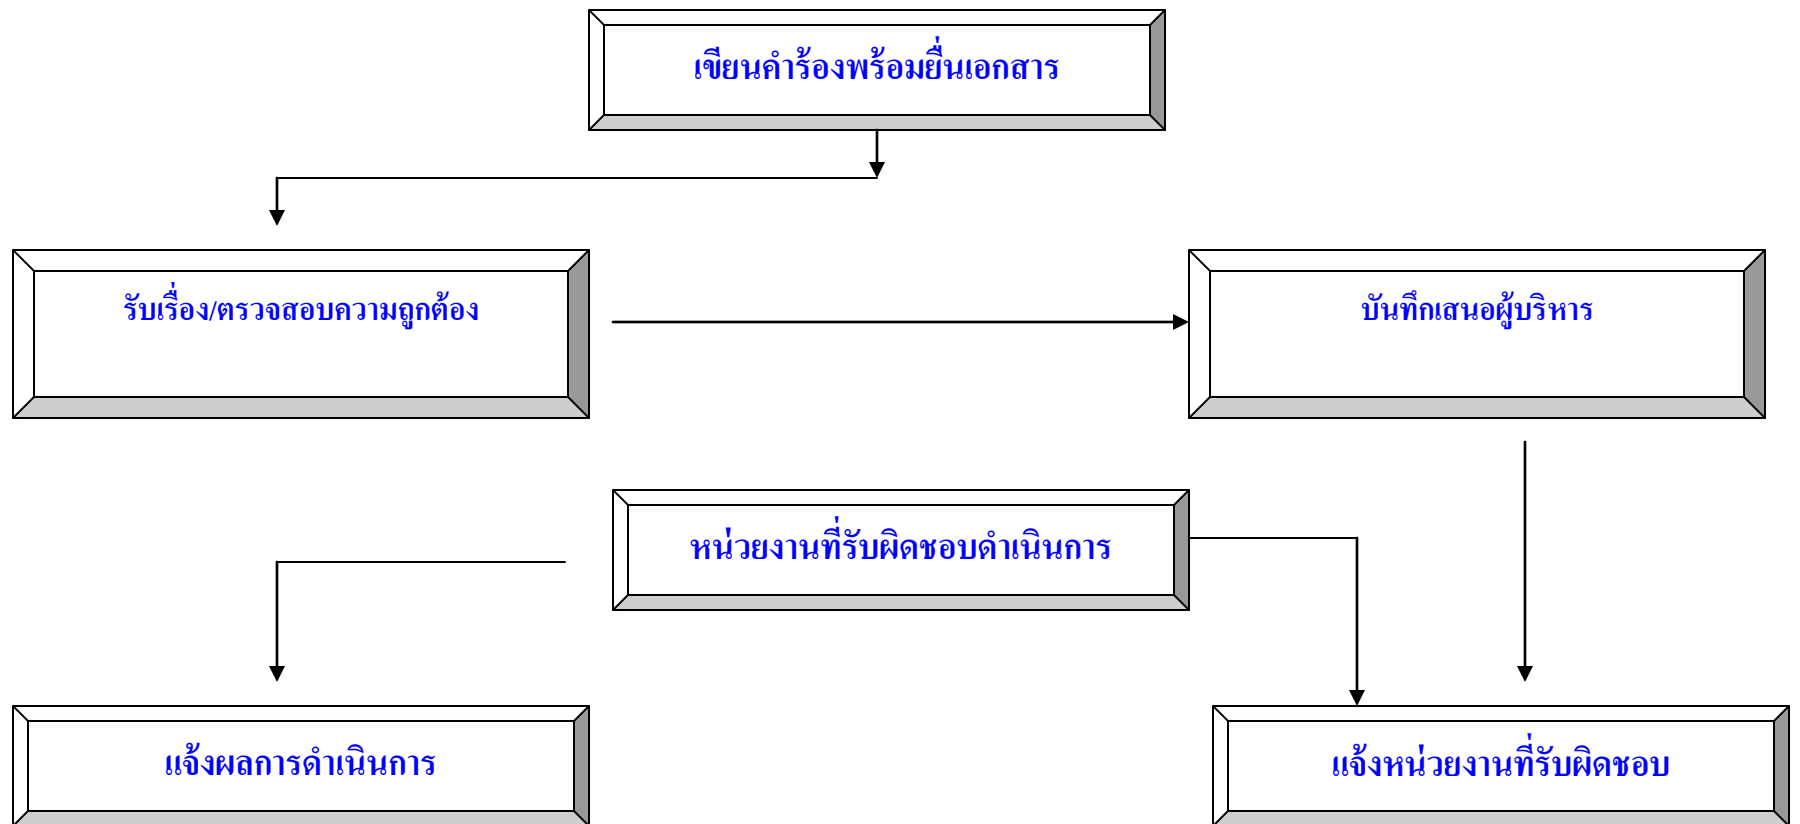 เขียนคำร้องพร้อมยื่นเอกสาร
รับเรื่อง/ตรวจสอบความถูกต้อง
บันทึกเสนอผู้บริหาร
หน่วยงานที่รับผิดชอบดำเนินการ
แจ้งผลการดำเนินการ
แจ้งหน่วยงานที่รับผิดชอบ